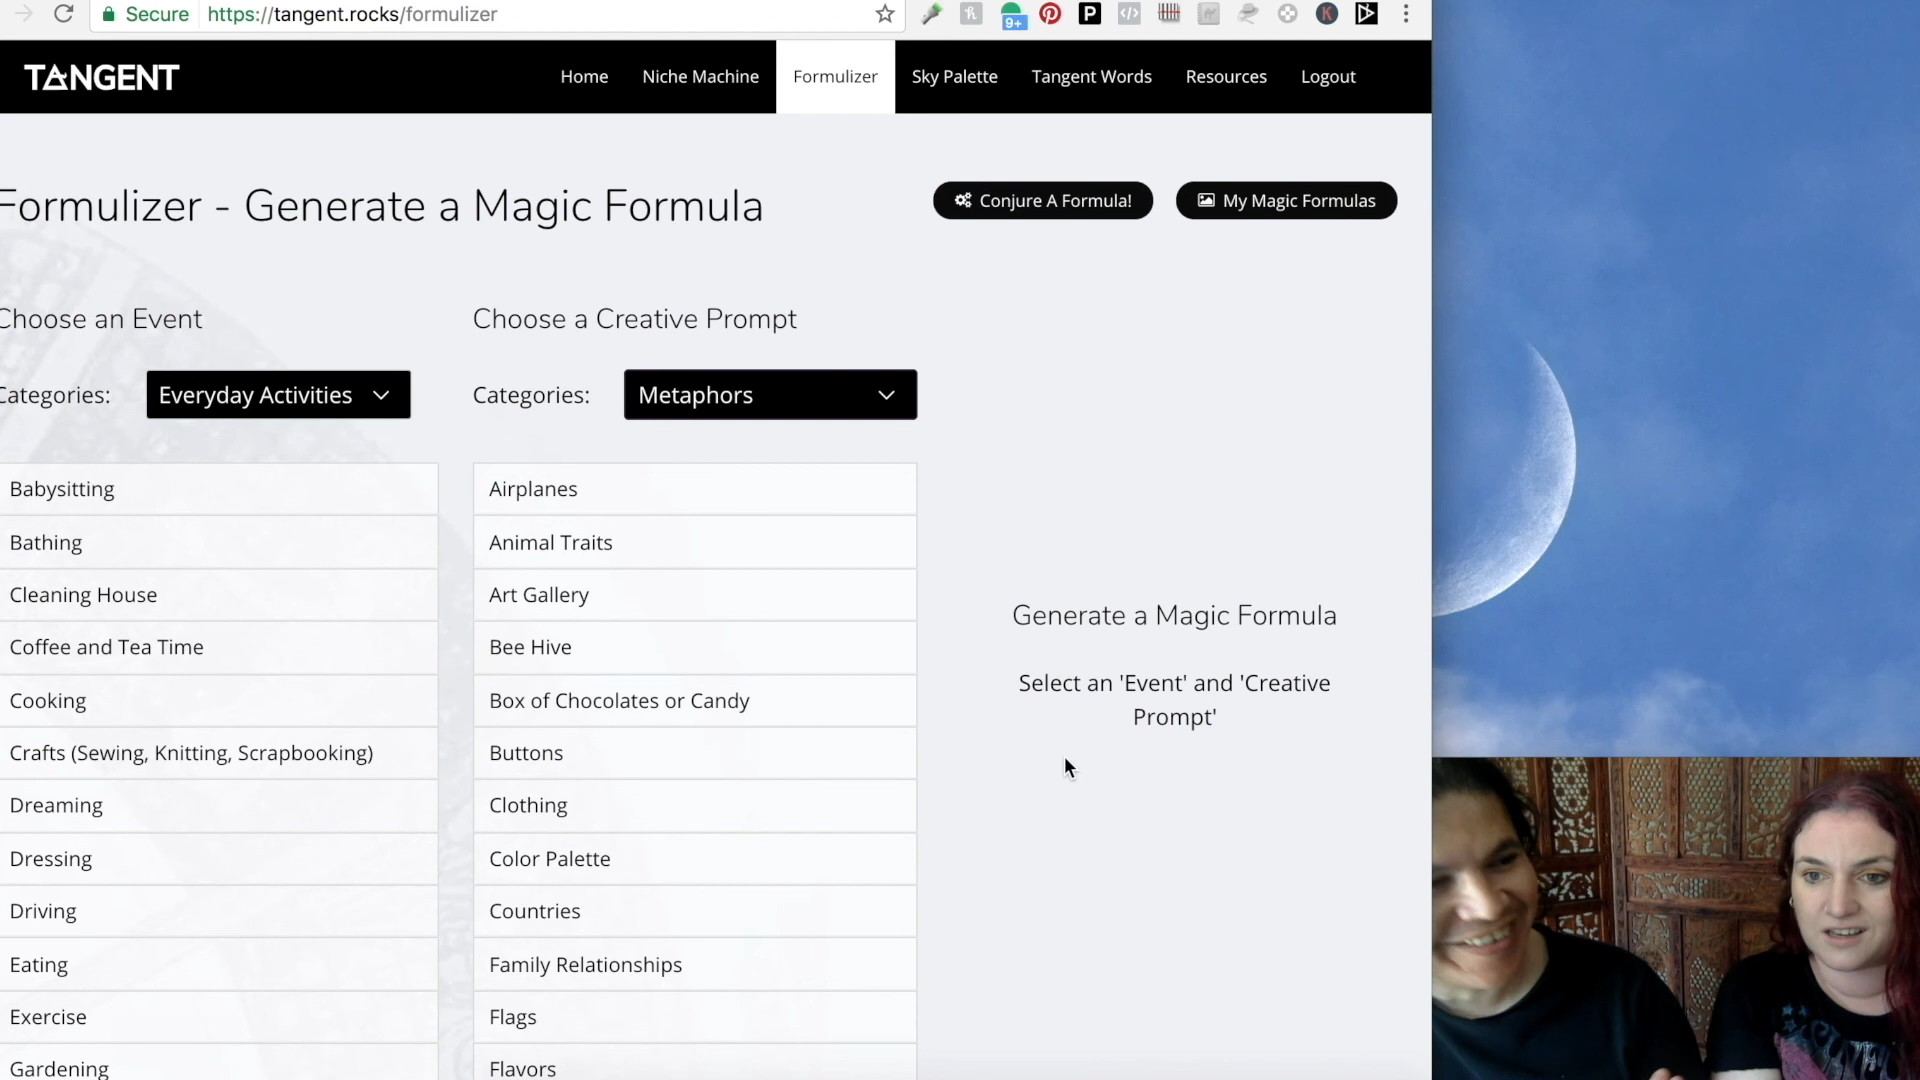 Secure https://tangent.rocks/formulizer
9+
TANGENT
Home Niche Machine Formulizer Sky Palette Tangent Words Resources Logout
Formulizer - Generate a Magic Formula
Conjure A Formula! My Magic Formulas
Choose an Event
Choose a Creative Prompt
Categories: Everyday Activities
Categories: Metaphors
Babysitting
Bathing
Cleaning House
Coffee and Tea Time
Cooking
Crafts (Sewing, Knitting, Scrapbooking)
Dreaming
Dressing
Driving
Eating
Exercise
Gardening
Airplanes
Animal Traits
Art Gallery
Bee Hive
Box of Chocolates or Candy
Buttons
Clothing
Color Palette
Countries
Family Relationships
Flags
Flavors
Generate a Magic Formula
Select an 'Event' and 'Creative
Prompt'